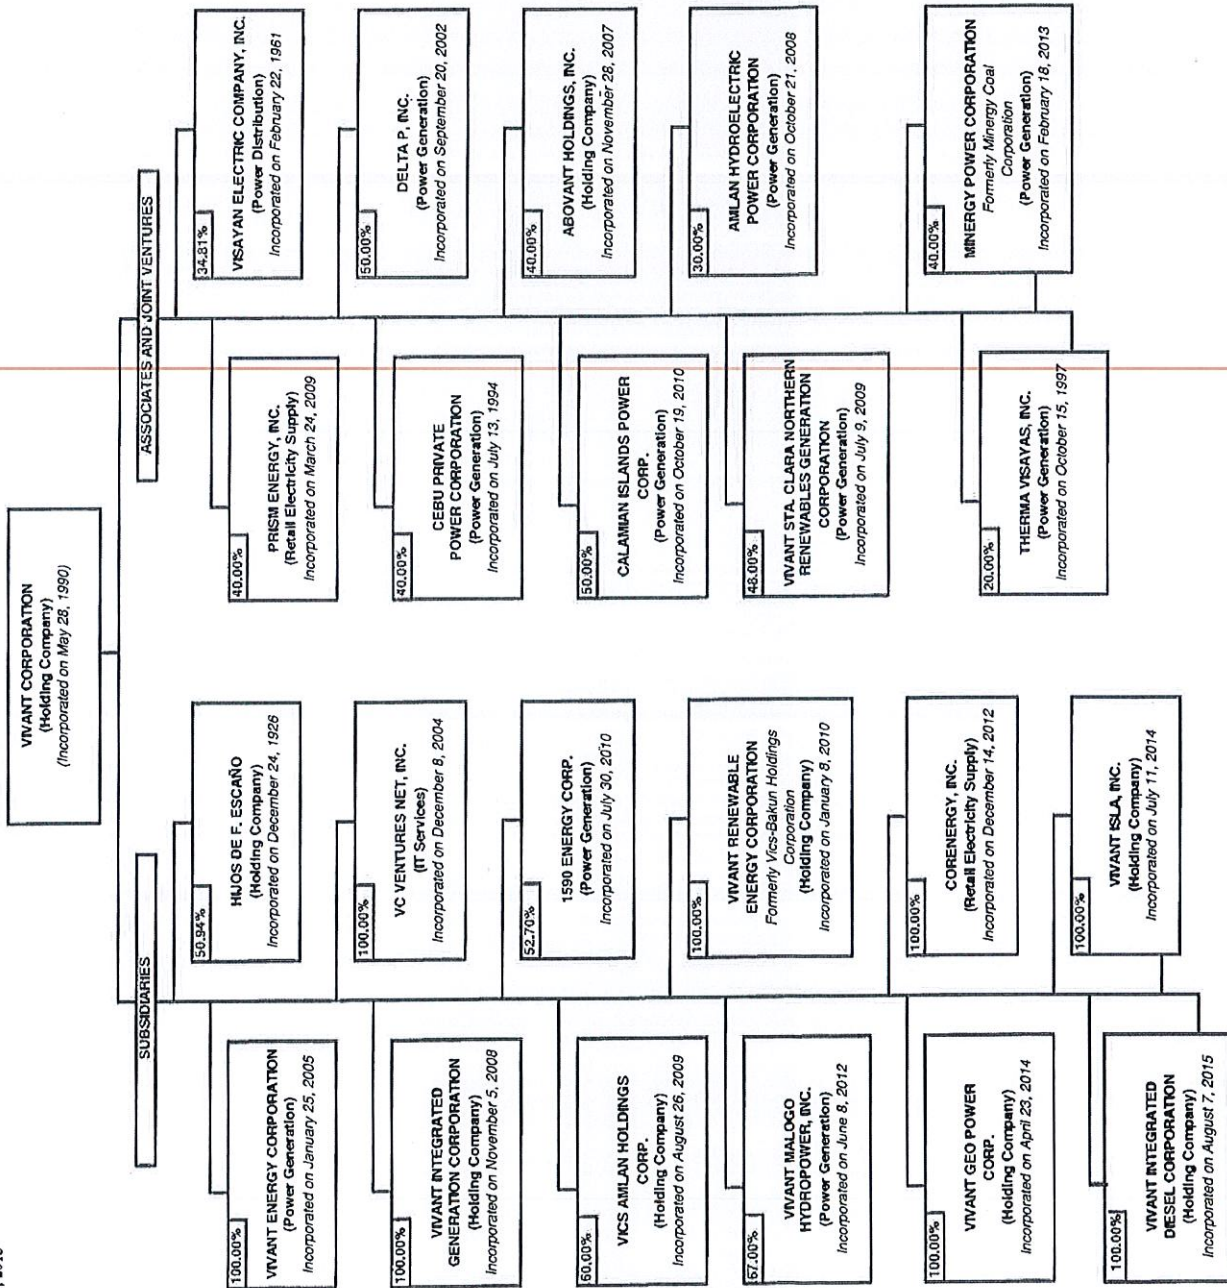 VIVANT CORPORATION
(Holding Company)
(Incorporated on May 28, 1990)
SUBSIDIARIES
50.94%
HIJOS DE F. ESCAÑO
(Holding Company)
Incorporated on December 24, 1926
100.00%
VIVANT ENERGY CORPORATION
(Power Generation)
Incorporated on January 25, 2005
100.00%
VC VENTURES NET, INC.
(IT Services)
Incorporated on December 8, 2004
100.00%
VIVANT INTEGRATED
GENERATION CORPORATION
(Holding Company)
Incorporated on November 5, 2008
52.70%
1590 ENERGY CORP.
(Power Generation)
Incorporated on July 30, 2010
60.00%
VICS AMLAN HOLDINGS
CORP.
(Holding Company)
Incorporated on August 26, 2009
100.00%
VIVANT RENEWABLE
ENERGY CORPORATION
Formerly Vics-Bakun Holdings
Corporation
(Holding Company)
Incorporated on January 8, 2010
67.00%
VIVANT MALOGO
HYDROPOWER, INC.
(Power Generation)
Incorporated on June 8, 2012
100.00%
CORENERGY, INC.
(Retail Electricity Supply)
Incorporated on December 14, 2012
100.00%
VIVANT GEO POWER
CORP.
(Holding Company)
Incorporated on April 23, 2014
100.00%
VIVANT ISLA, INC.
(Holding Company)
Incorporated on July 11, 2014
100.00%
VIVANT INTEGRATED
DIESEL CORPORATION
(Holding Company)
Incorporated on August 7, 2015
ASSOCIATES AND JOINT VENTURES
34.81%
VISAYAN ELECTRIC COMPANY, INC.
(Power Distribution)
Incorporated on February 22, 1961
40.00%
PRISM ENERGY, INC.
(Retail Electricity Supply)
Incorporated on March 24, 2009
50.00%
DELTA P, INC.
(Power Generation)
Incorporated on September 20, 2002
40.00%
CEBU PRIVATE
POWER CORPORATION
(Power Generation)
Incorporated on July 13, 1994
40.00%
ABOVANT HOLDINGS, INC.
(Holding Company)
Incorporated on November 28, 2007
50.00%
CALAMIAN ISLANDS POWER
CORP.
(Power Generation)
Incorporated on October 19, 2010
30.00%
AMLAN HYDROELECTRIC
POWER CORPORATION
(Power Generation)
Incorporated on October 21, 2008
48.00%
VIVANT STA. CLARA NORTHERN
RENEWABLES GENERATION
CORPORATION
(Power Generation)
Incorporated on July 9, 2009
40.00%
MINERGY POWER CORPORATION
Formerly Minergy Coal
Corporation
(Power Generation)
Incorporated on February 18, 2013
20.00%
THERMA VISAYAS, INC.
(Power Generation)
Incorporated on October 15, 1997